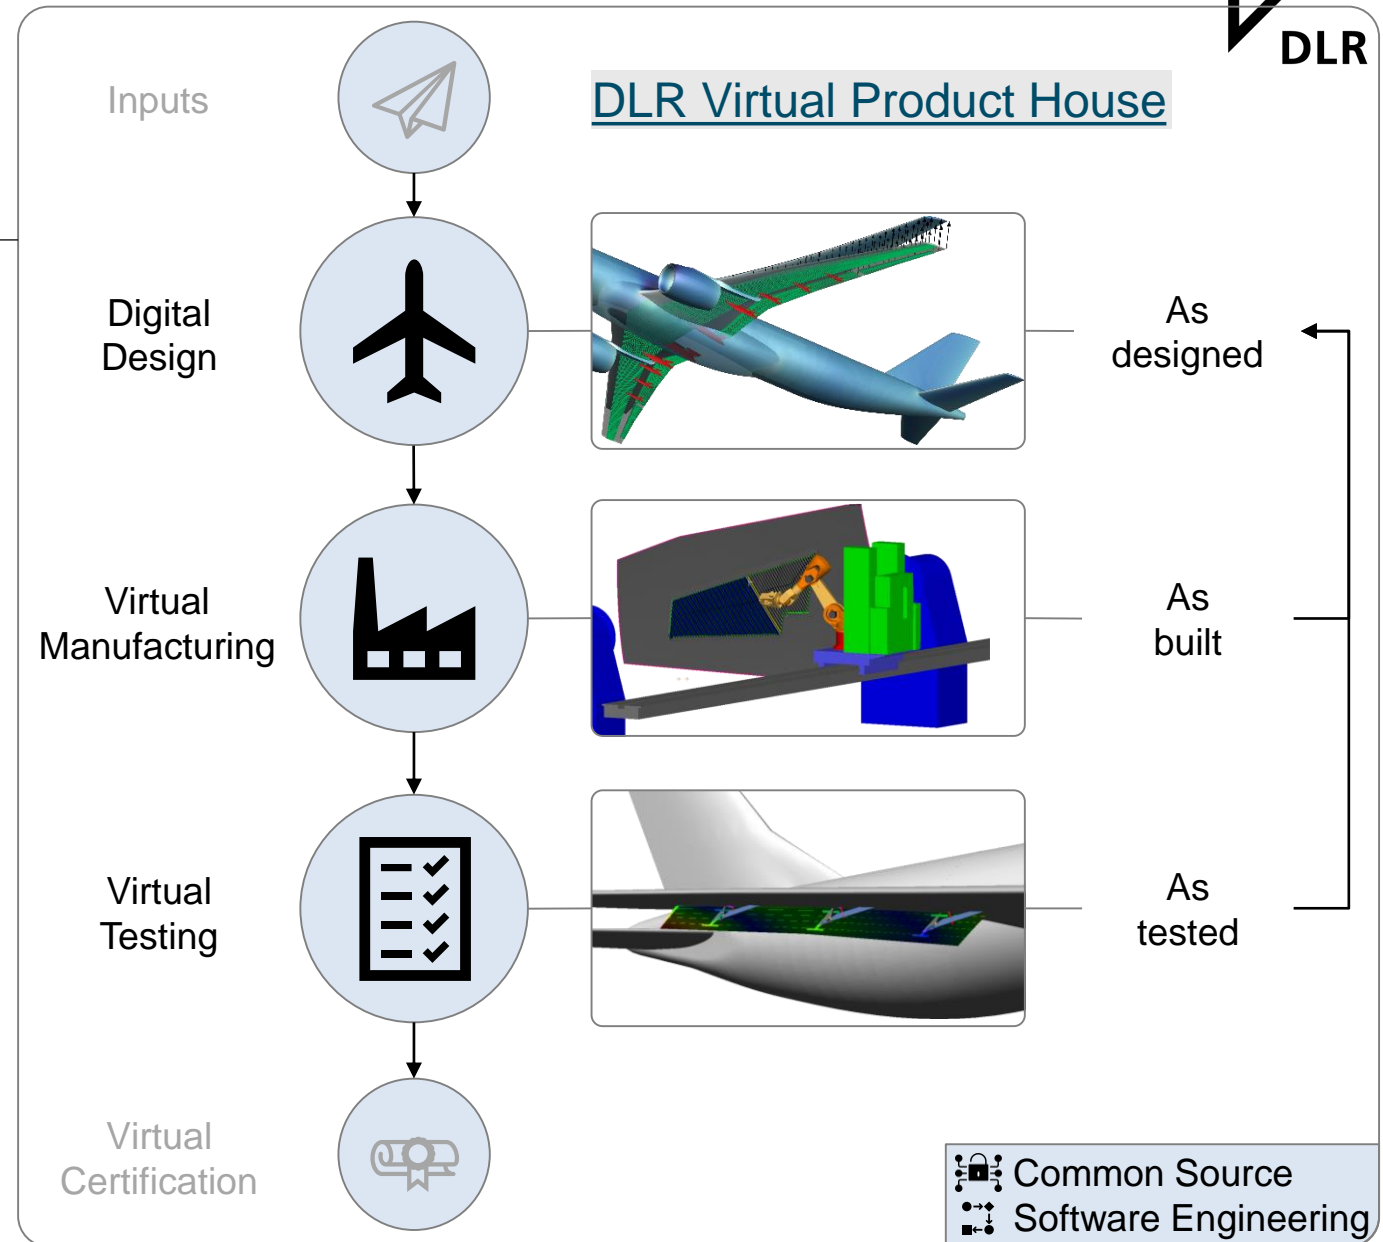 DLR
Inputs
DLR Virtual Product House
Digital
Design
As
designed
Virtual
Manufacturing
As
built
Virtual
Testing
As
tested
Virtual
Certification
Common Source
Software Engineering